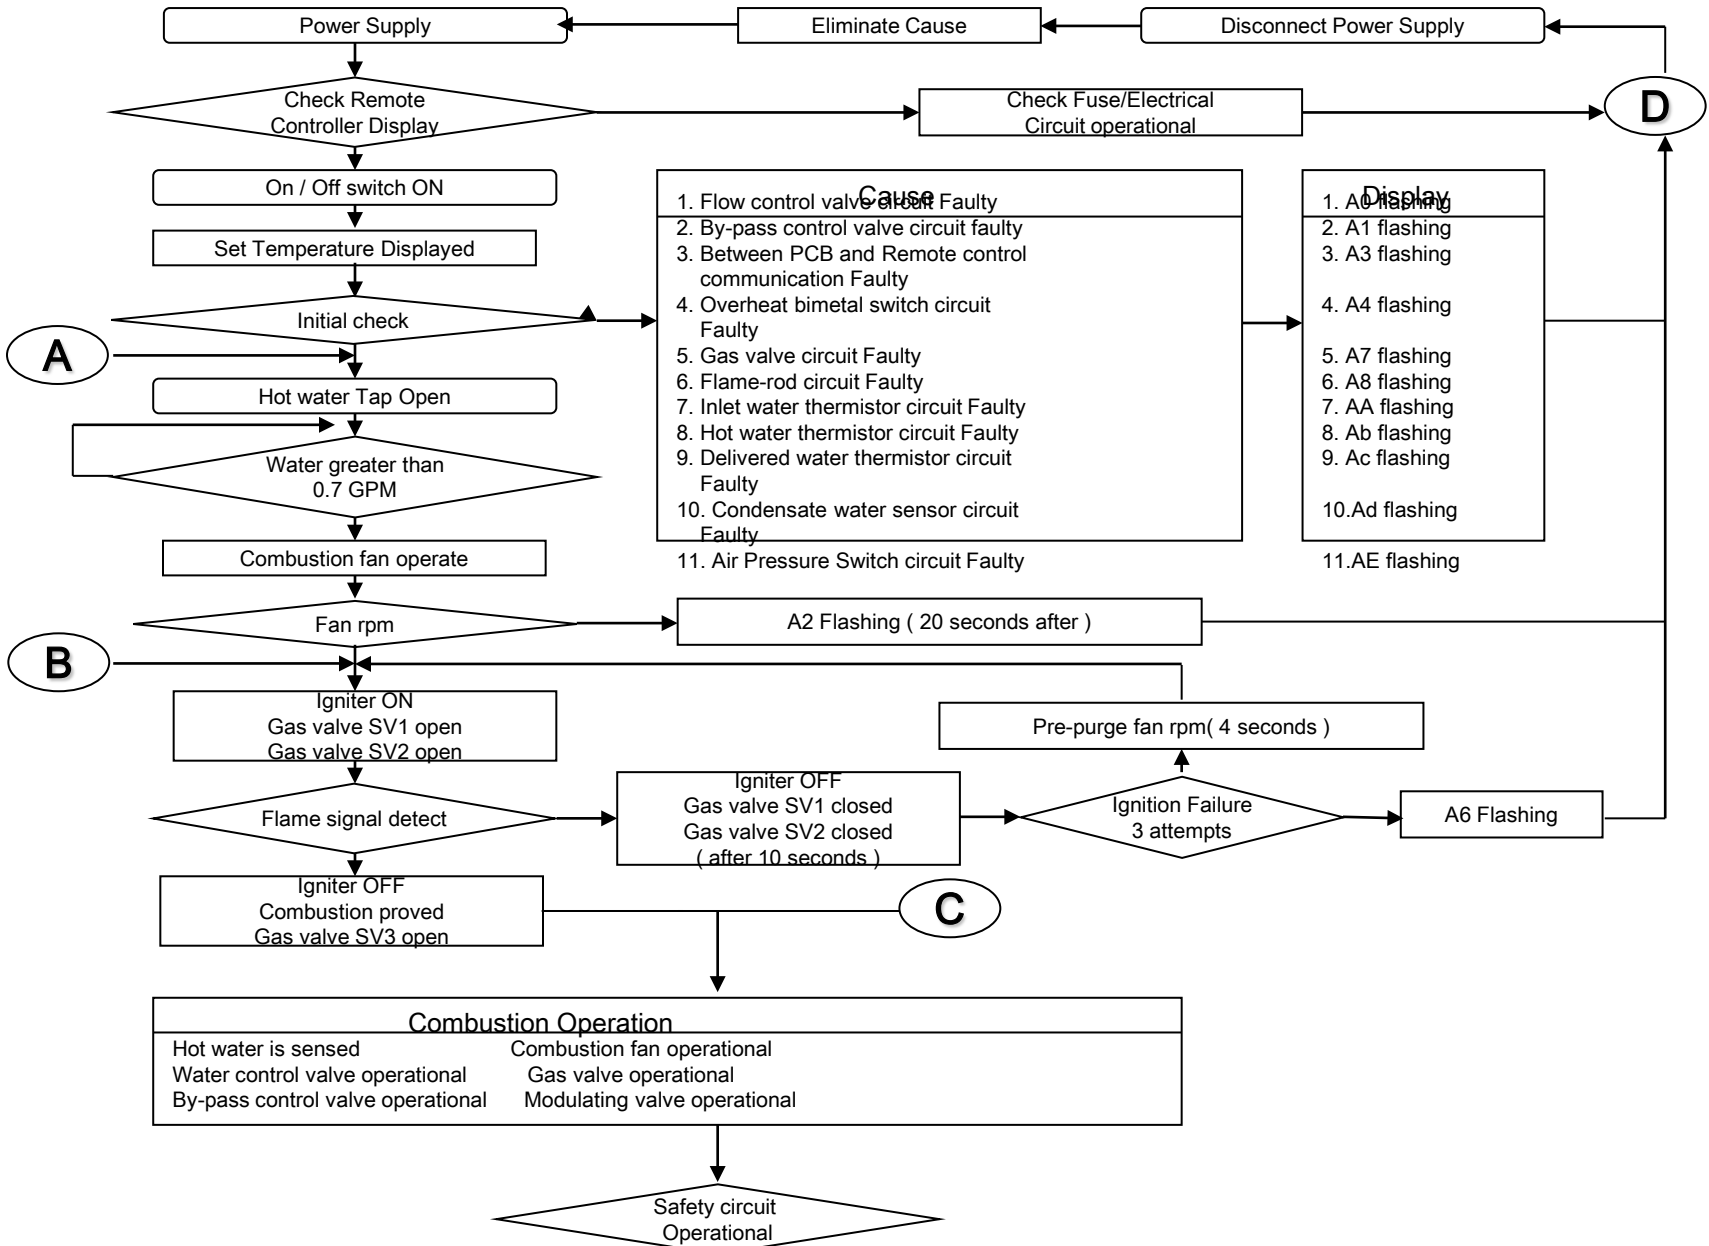 Power Supply
Eliminate Cause
Disconnect Power Supply
Check Remote
Controller Display
Check Fuse/Electrical
Circuit operational
D
On / Off switch ON
Set Temperature Displayed
Initial check
A
Hot water Tap Open
Water greater than
0.7 GPM
Combustion fan operate
Cause
1. Flow control valve circuit Faulty
2. By-pass control valve circuit faulty
3. Between PCB and Remote control
communication Faulty
4. Overheat bimetal switch circuit
Faulty
5. Gas valve circuit Faulty
6. Flame-rod circuit Faulty
7. Inlet water thermistor circuit Faulty
8. Hot water thermistor circuit Faulty
9. Delivered water thermistor circuit
Faulty
10. Condensate water sensor circuit
Faulty
11. Air Pressure Switch circuit Faulty
Display
1. A0 flashing
2. A1 flashing
3. A3 flashing
4. A4 flashing
5. A7 flashing
6. A8 flashing
7. AA flashing
8. Ab flashing
9. Ac flashing
10.Ad flashing
11.AE flashing
Fan rpm
A2 Flashing ( 20 seconds after )
B
Igniter ON
Gas valve SV1 open
Gas valve SV2 open
Pre-purge fan rpm( 4 seconds )
Flame signal detect
Igniter OFF
Gas valve SV1 closed
Gas valve SV2 closed
( after 10 seconds )
Ignition Failure
3 attempts
A6 Flashing
Igniter OFF
Combustion proved
Gas valve SV3 open
C
Combustion Operation
Hot water is sensed Combustion fan operational
Water control valve operational Gas valve operational
By-pass control valve operational Modulating valve operational
Safety circuit
Operational